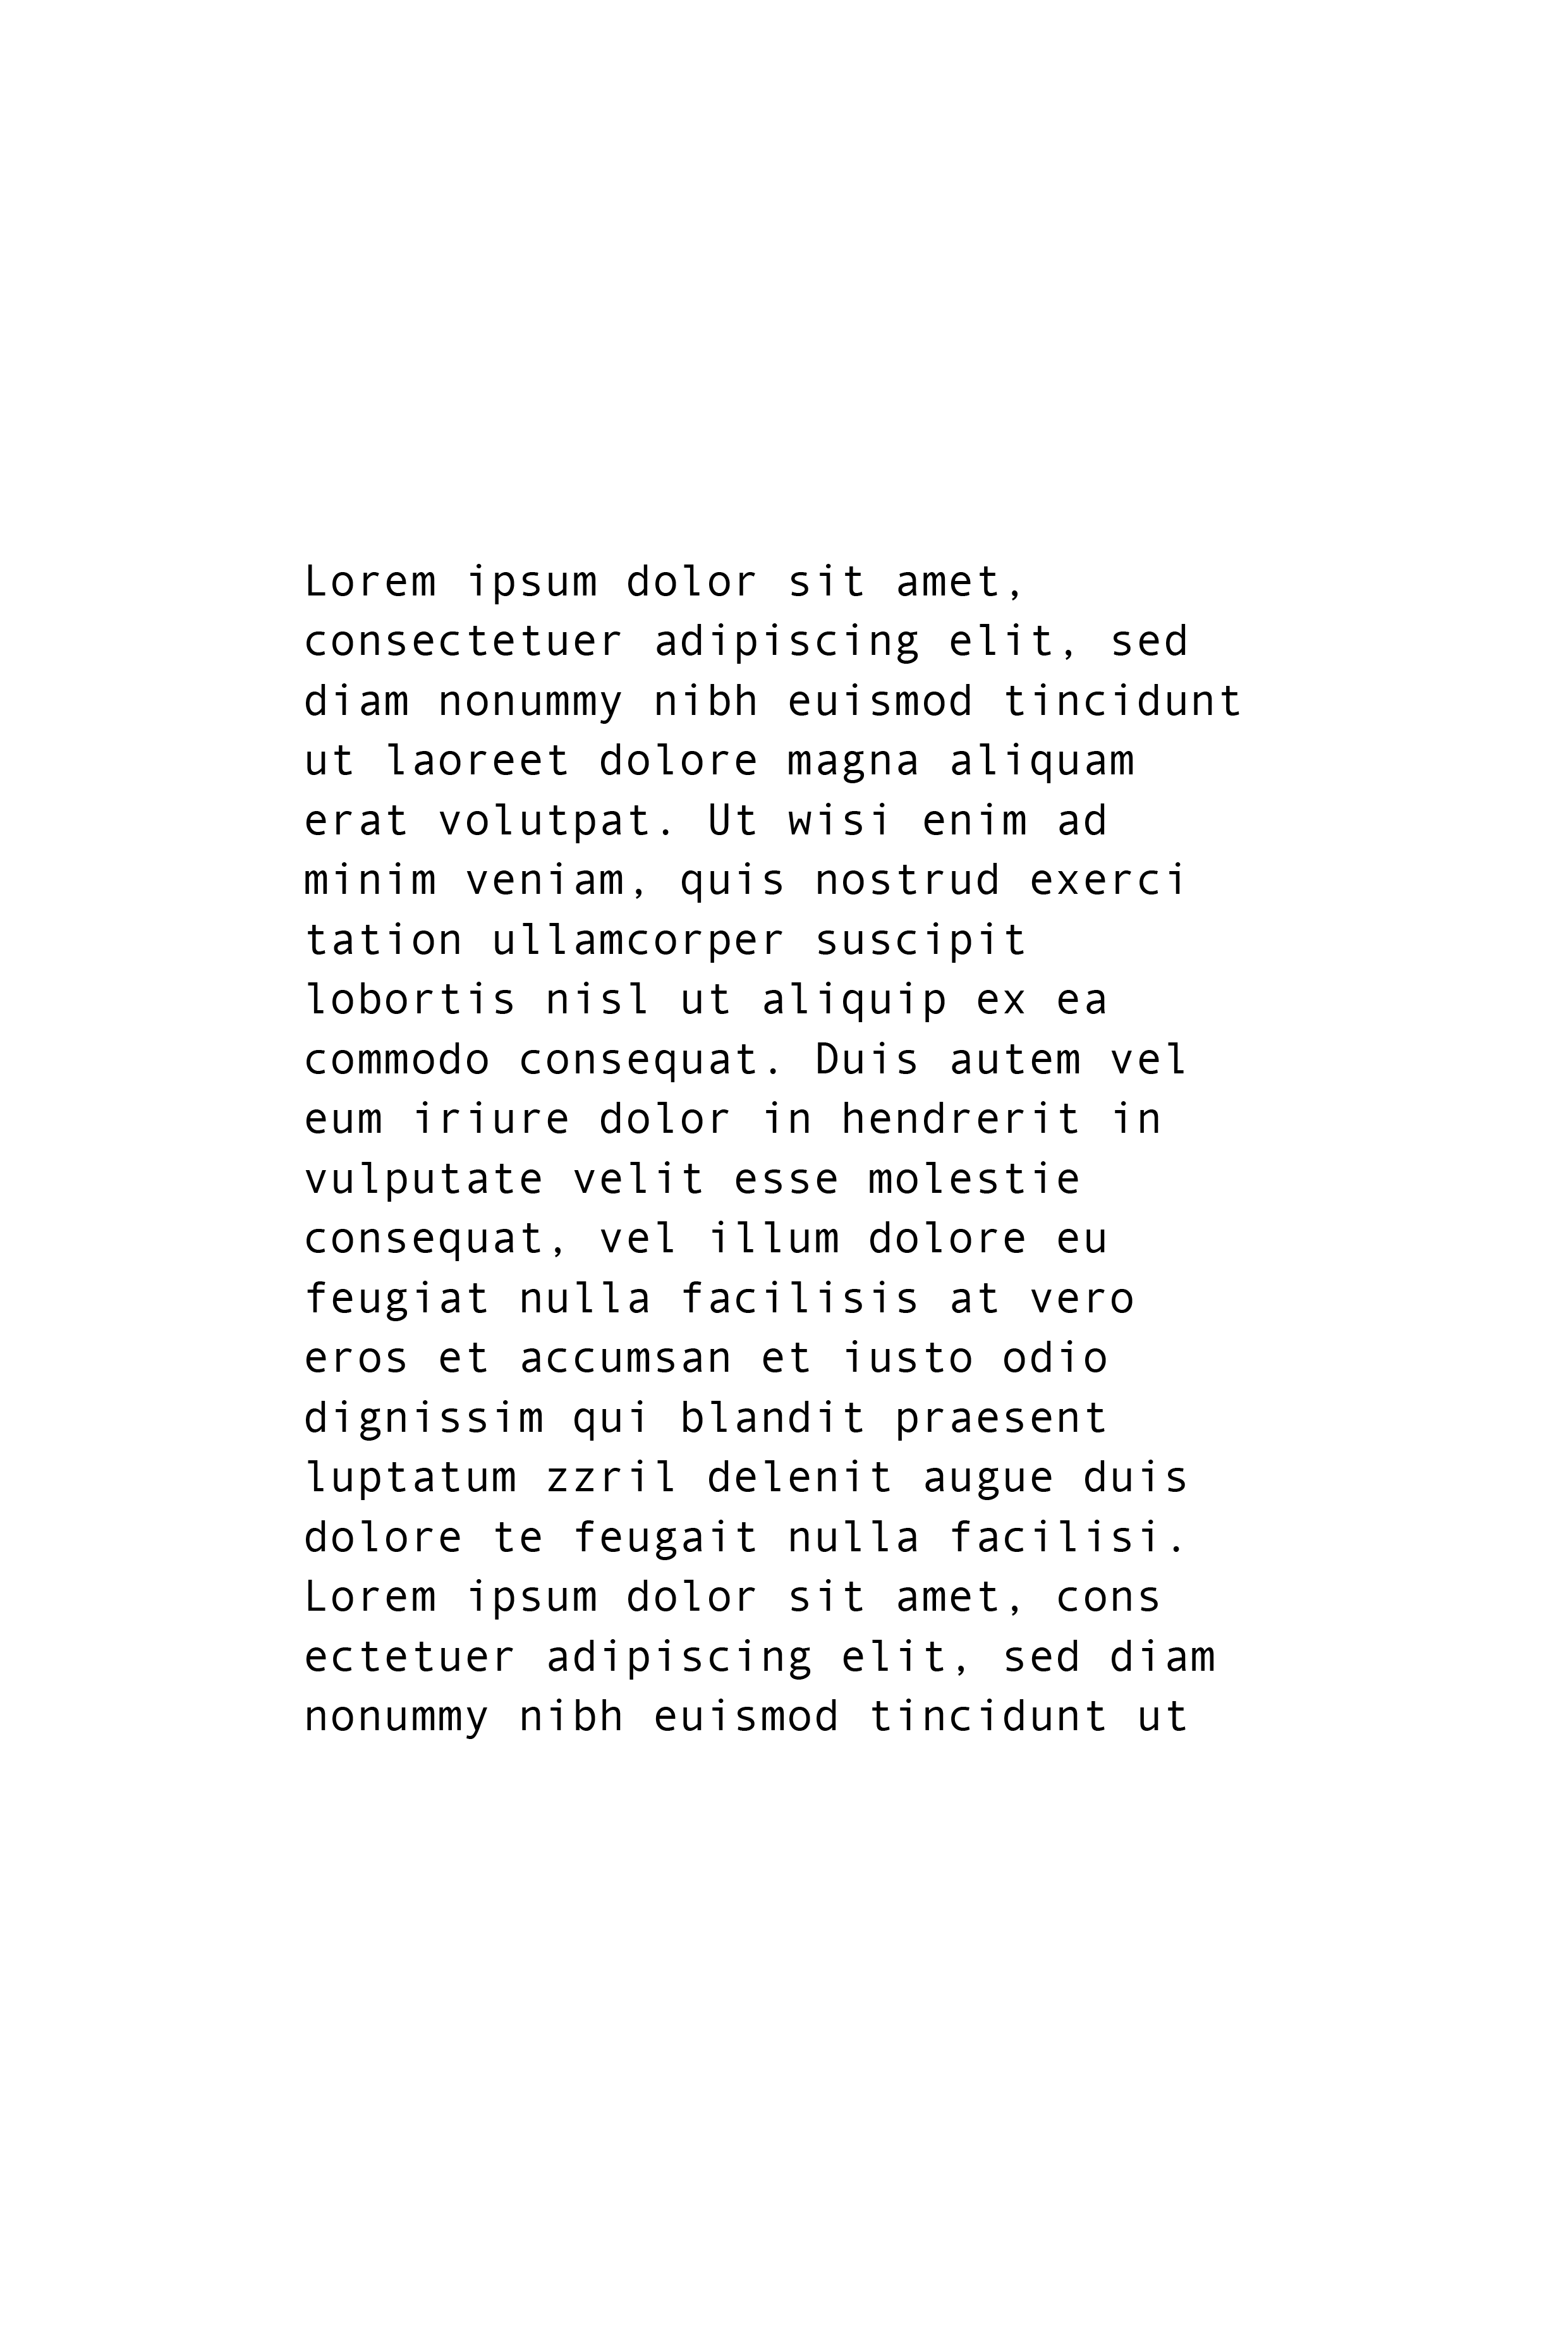 Lorem ipsum dolor sit amet,
consectetuer adipiscing elit, sed
diam nonummy nibh euismod tincidunt
ut laoreet dolore magna aliquam
erat volutpat. Ut wisi enim ad
minim veniam, quis nostrud exerci
tation ullamcorper suscipit
lobortis nisl ut aliquip ex ea
commodo consequat. Duis autem vel
eum iriure dolor in hendrerit in
vulputate velit esse molestie
consequat, vel illum dolore eu
feugiat nulla facilisis at vero
eros et accumsan et iusto odio
dignissim qui blandit praesent
luptatum zzril delenit augue duis
dolore te feugait nulla facilisi.
Lorem ipsum dolor sit amet, cons
ectetuer adipiscing elit, sed diam
nonummy nibh euismod tincidunt ut